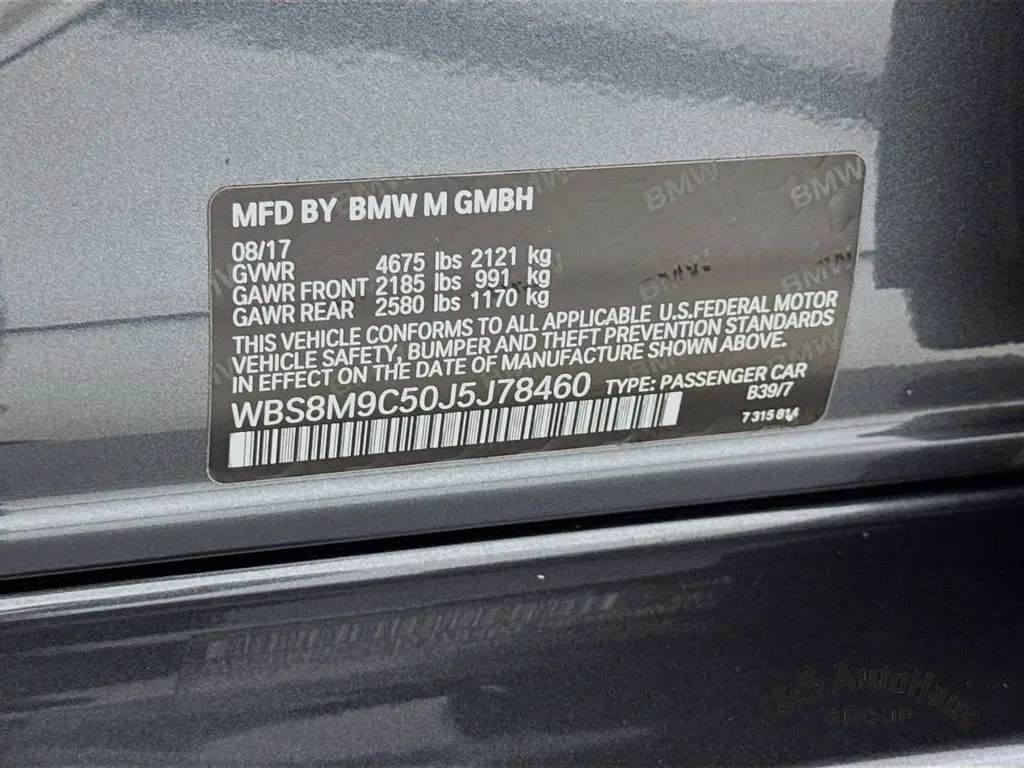 MFD BY BMW M GMBH
08/17
GVWR 4675 lbs 2121 kg
GAWR FRONT 2185 lbs 991 kg
GAWR REAR 2580 lbs 1170 kg
THIS VEHICLE CONFORMS TO ALL APPLICABLE U.S.FEDERAL MOTOR
VEHICLE SAFETY, BUMPER AND THEFT PREVENTION STANDARDS
IN EFFECT ON THE DATE OF MANUFACTURE SHOWN ABOVE.
WBS8M9C50J5J78460 TYPE: PASSENGER CAR
B39/7
7 315 814
AutoHaus
GROUP